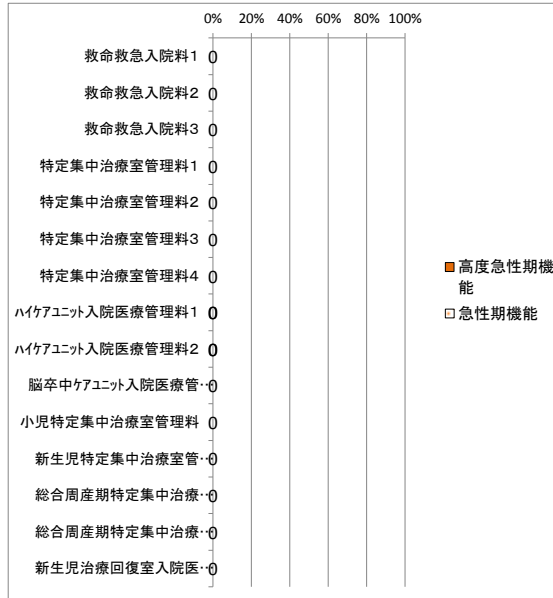 0% 20% 40% 60% 80% 100%
救命救急入院料１ 0
救命救急入院料２ 0
救命救急入院料３ 0
特定集中治療室管理料１ 0
特定集中治療室管理料２ 0
特定集中治療室管理料３ 0
特定集中治療室管理料４ 0
ﾊｲｹｱﾕﾆｯﾄ入院医療管理料１ 0
ﾊｲｹｱﾕﾆｯﾄ入院医療管理料２ 0
脳卒中ｹｱﾕﾆｯﾄ入院医療管… 0
小児特定集中治療室管理料 0
新生児特定集中治療室管… 0
総合周産期特定集中治療… 0
総合周産期特定集中治療… 0
新生児治療回復室入院医… 0
高度急性期機
能
急性期機能